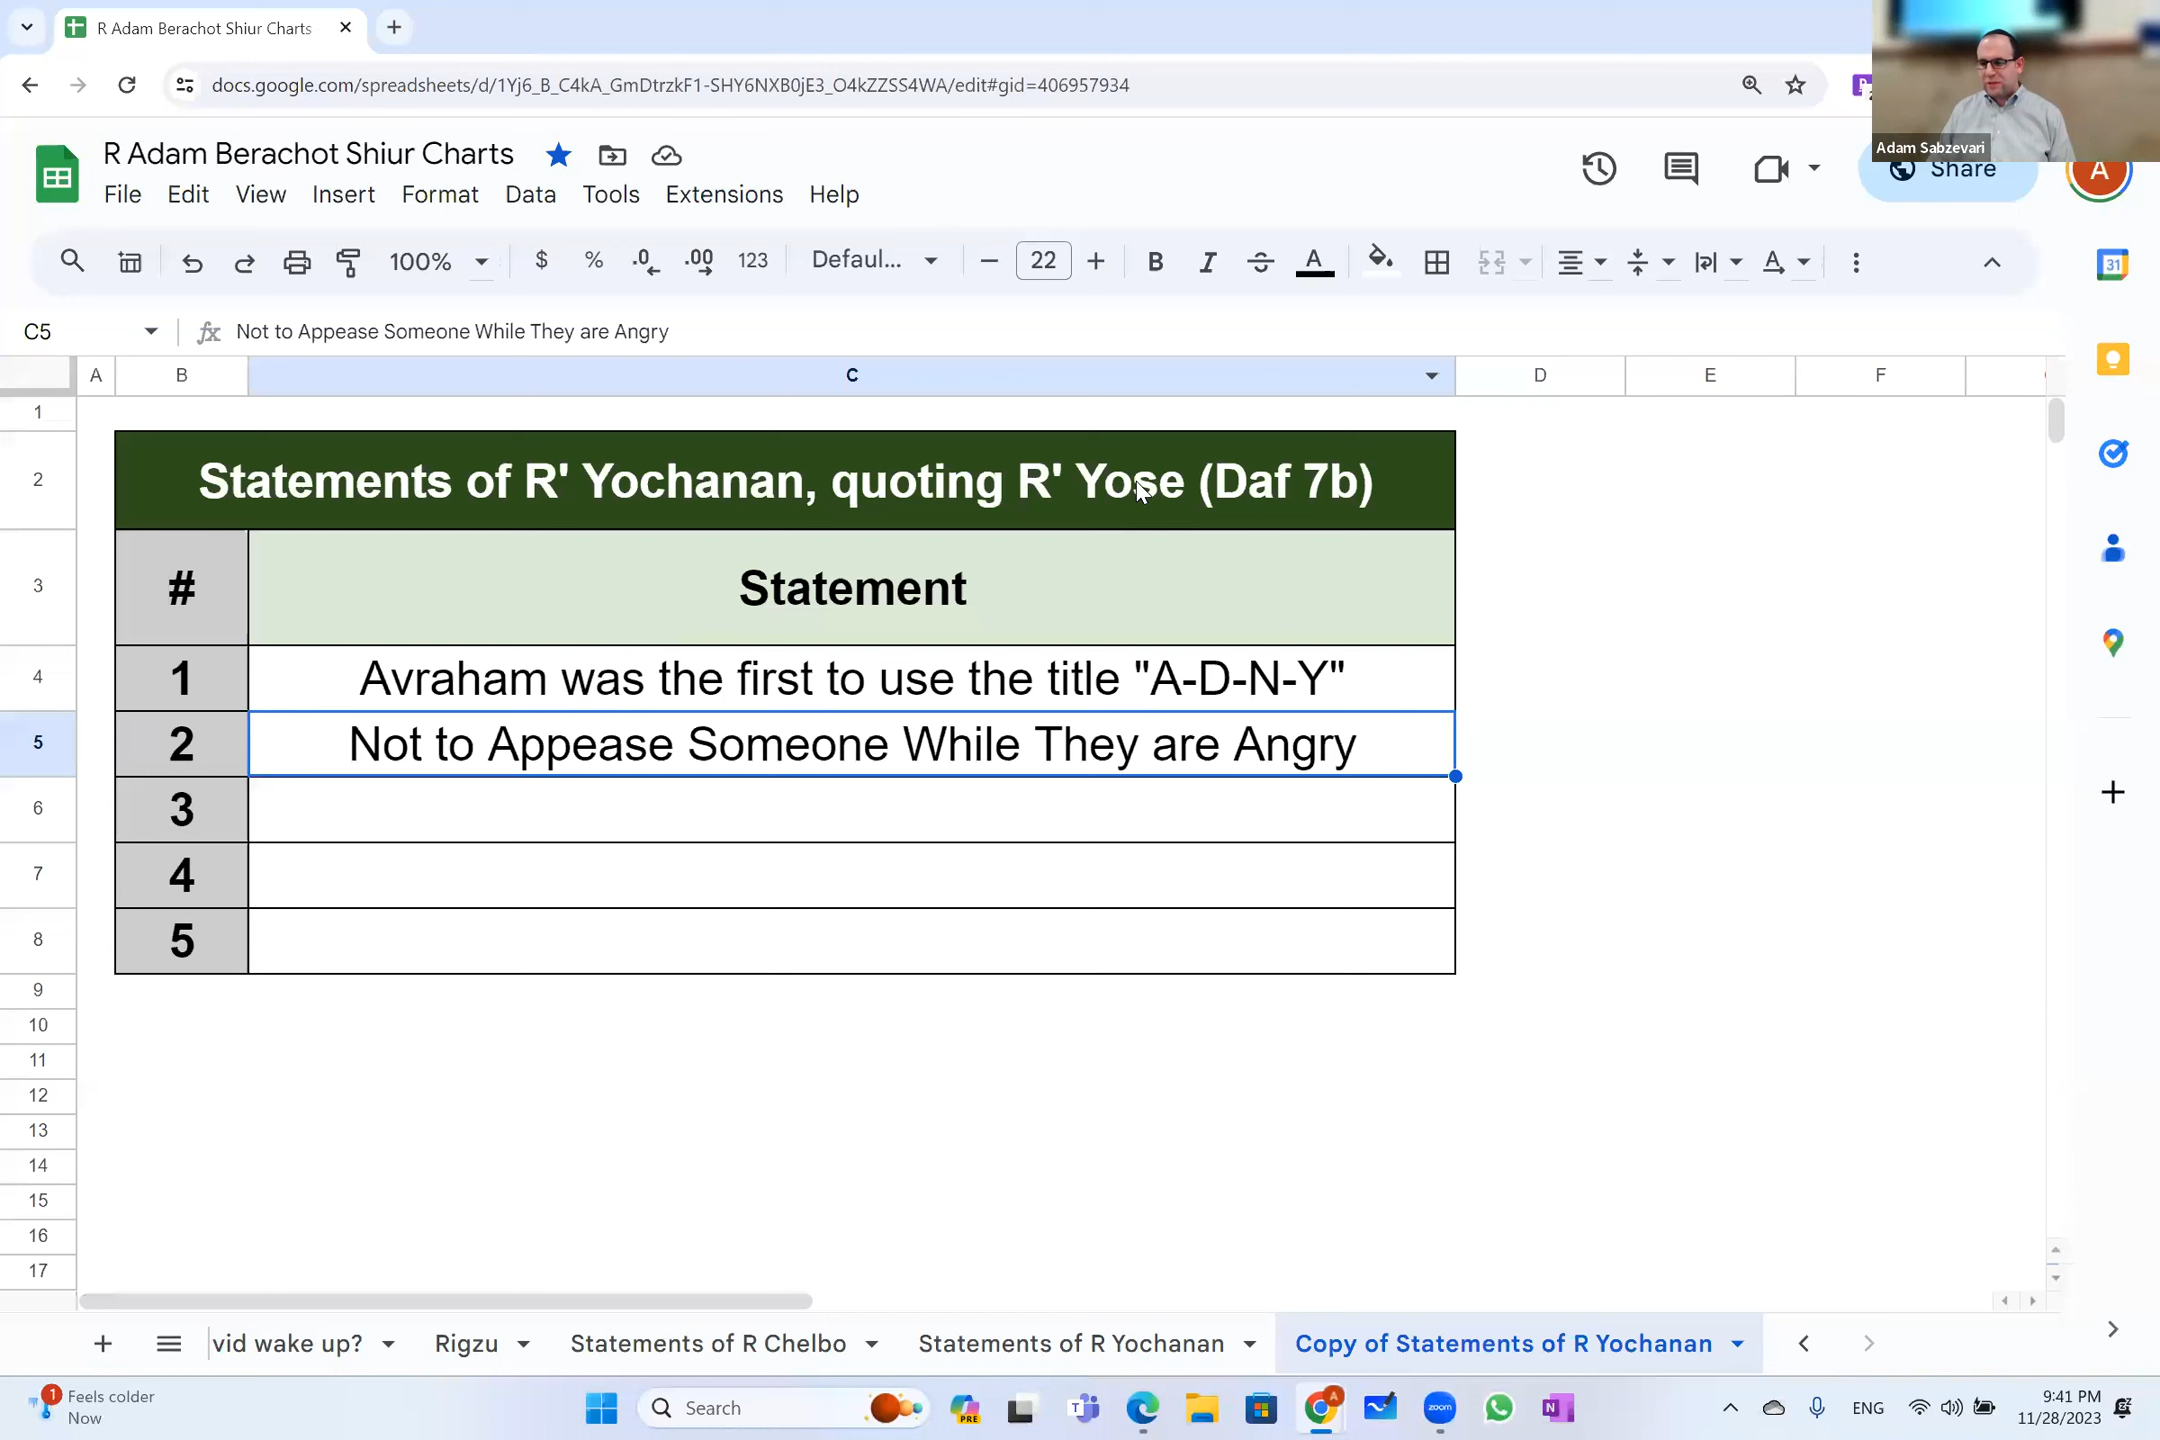 R Adam Berachot Shiur Charts
docs.google.com/spreadsheets/d/1Yj6_B_C4kA_GmDtrzkF1-SHY6NXB0jE3_O4kZZSS4WA/edit#gid=406957934
Adam Sabzevari
R Adam Berachot Shiur Charts
Share
A
File Edit View Insert Format Data Tools Extensions Help
100% $ % .0 .00 123 Defaul... 22 B I S A
31
C5 fx Not to Appease Someone While They are Angry
A B C D E F
1
2 Statements of R' Yochanan, quoting R' Yose (Daf 7b)
3 # Statement
4 1 Avraham was the first to use the title "A-D-N-Y"
5 2 Not to Appease Someone While They are Angry
6 3
7 4
8 5
9
10
11
12
13
14
15
16
17
vid wake up? Rigzu Statements of R Chelbo Statements of R Yochanan Copy of Statements of R Yochanan
1 Feels colder
Now
Search
PRE
T
A
zoom
N
ENG
9:41 PM
11/28/2023